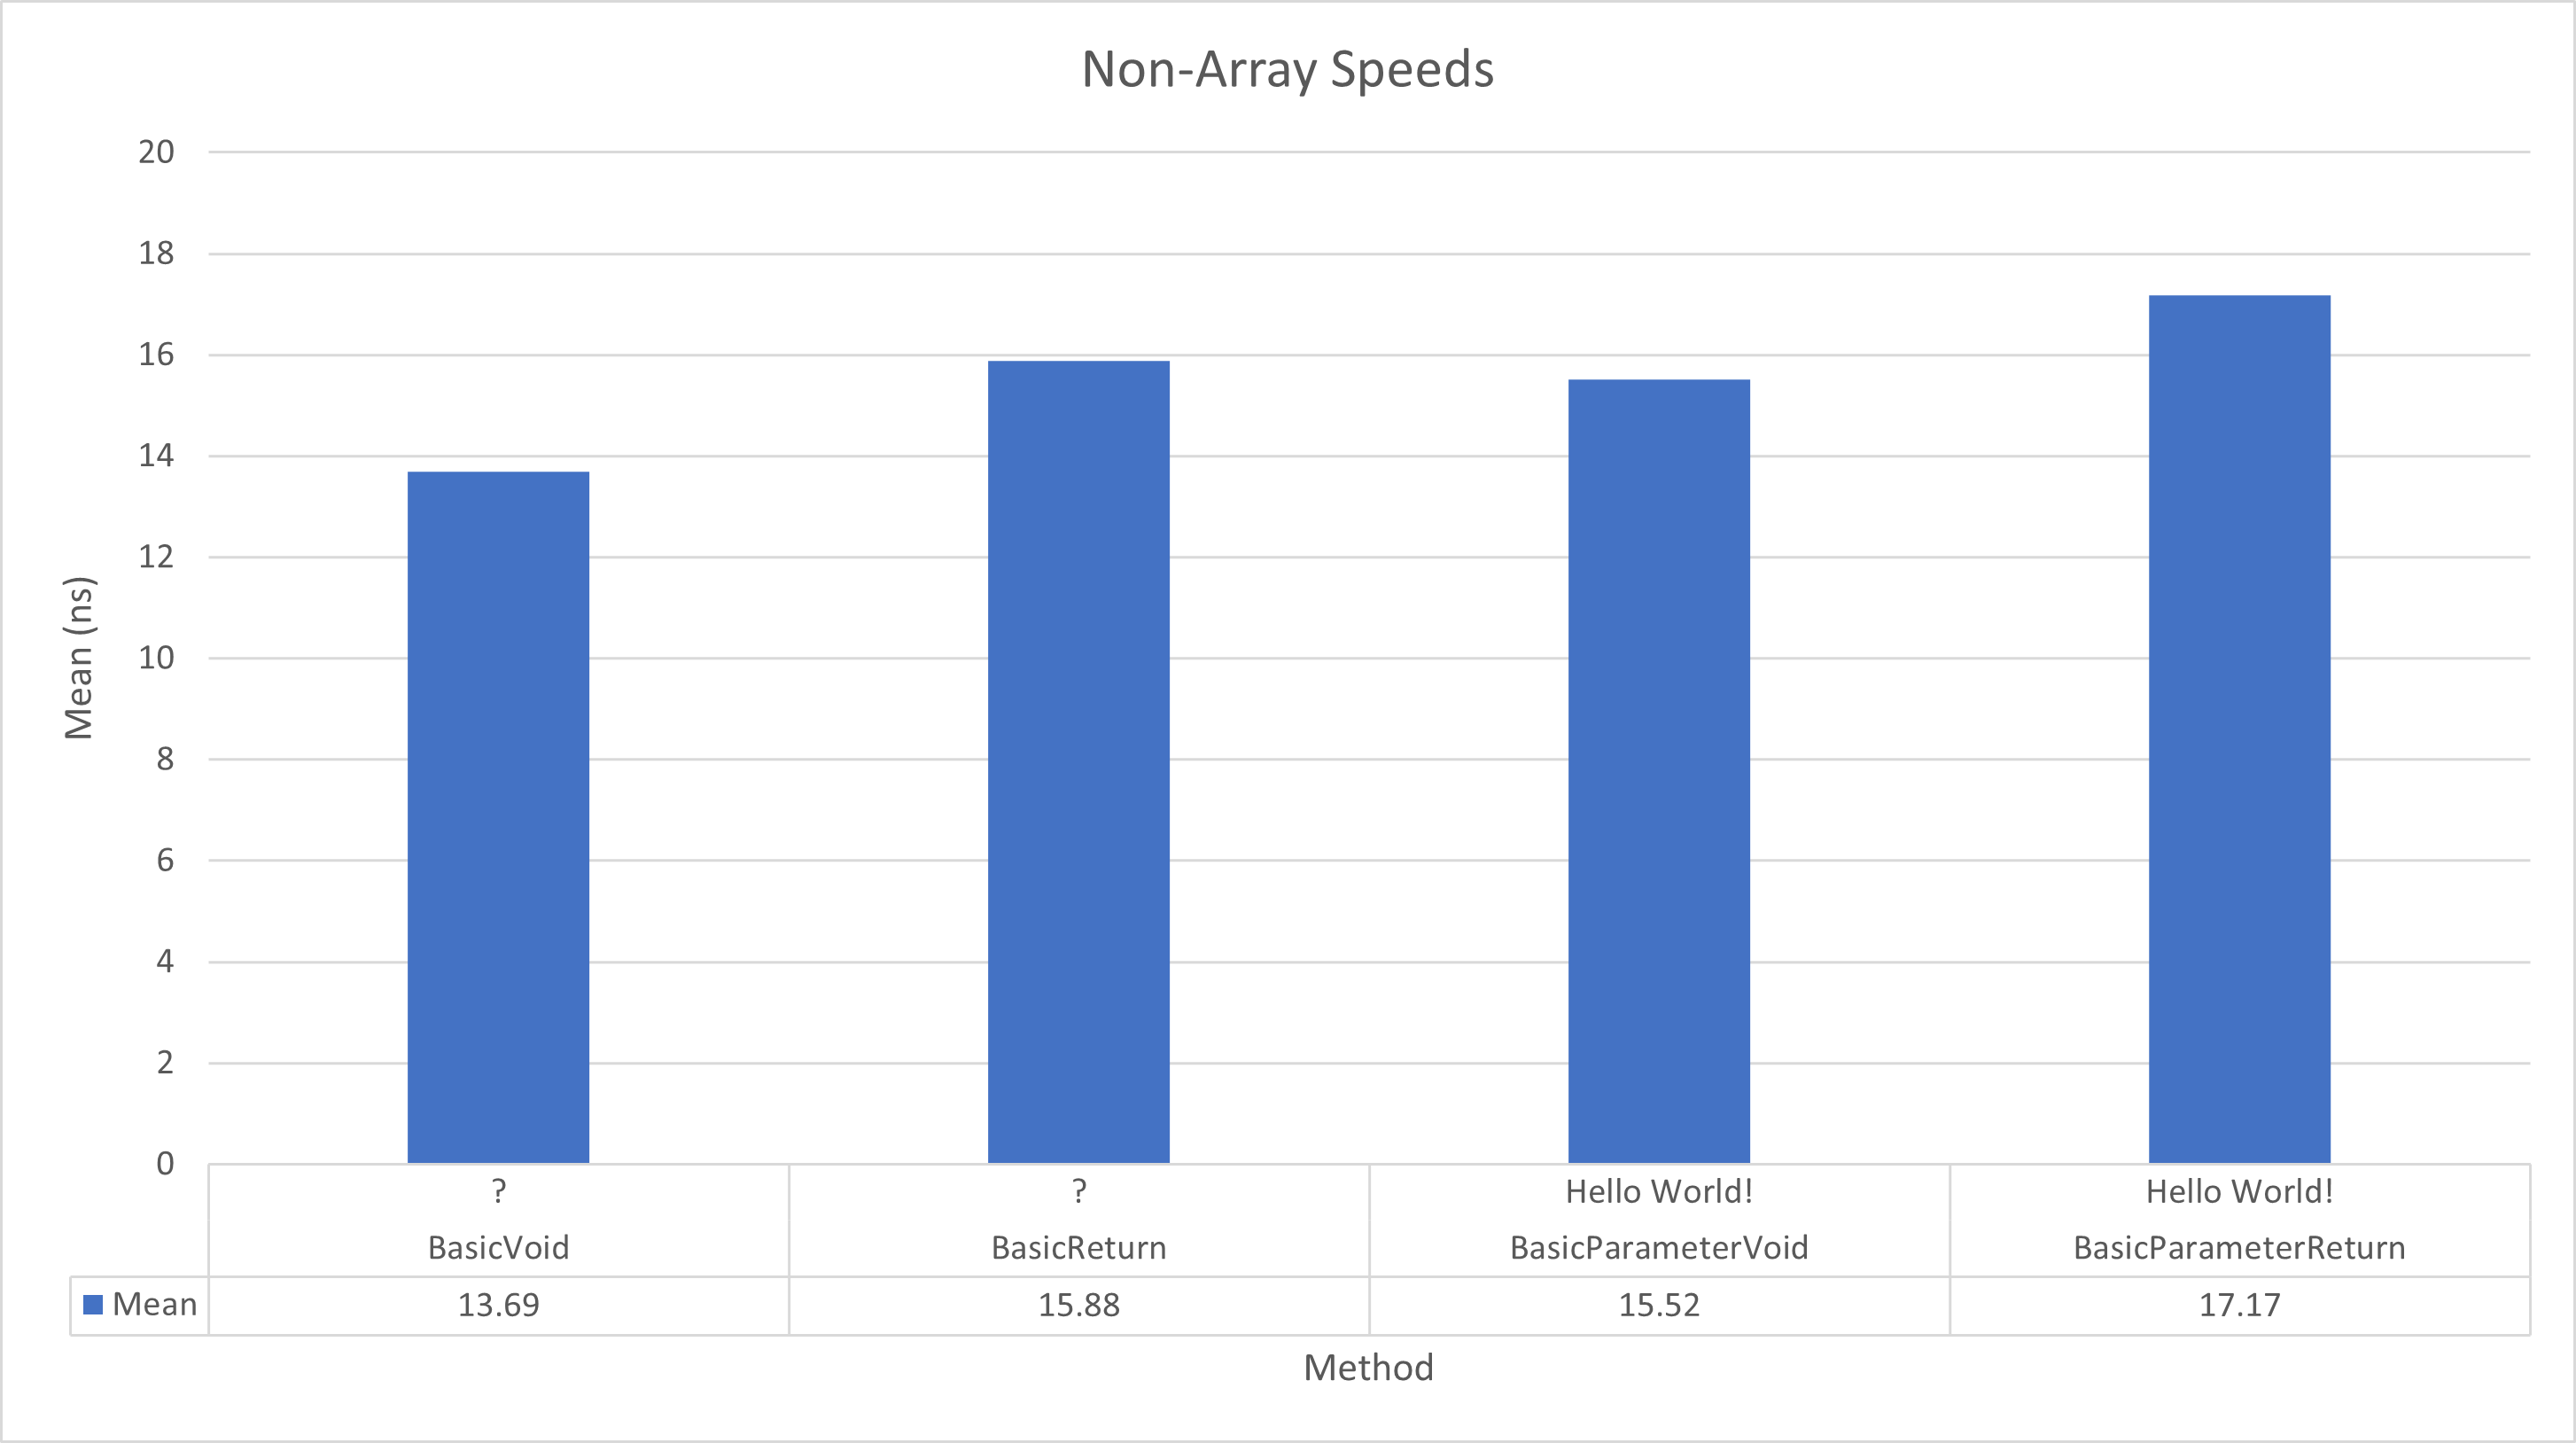 Non-Array Speeds
20
18
16
14
12
10
8
6
4
2
0
Mean (ns)
? ? Hello World! Hello World!
BasicVoid BasicReturn BasicParameterVoid BasicParameterReturn
Mean 13.69 15.88 15.52 17.17
Method